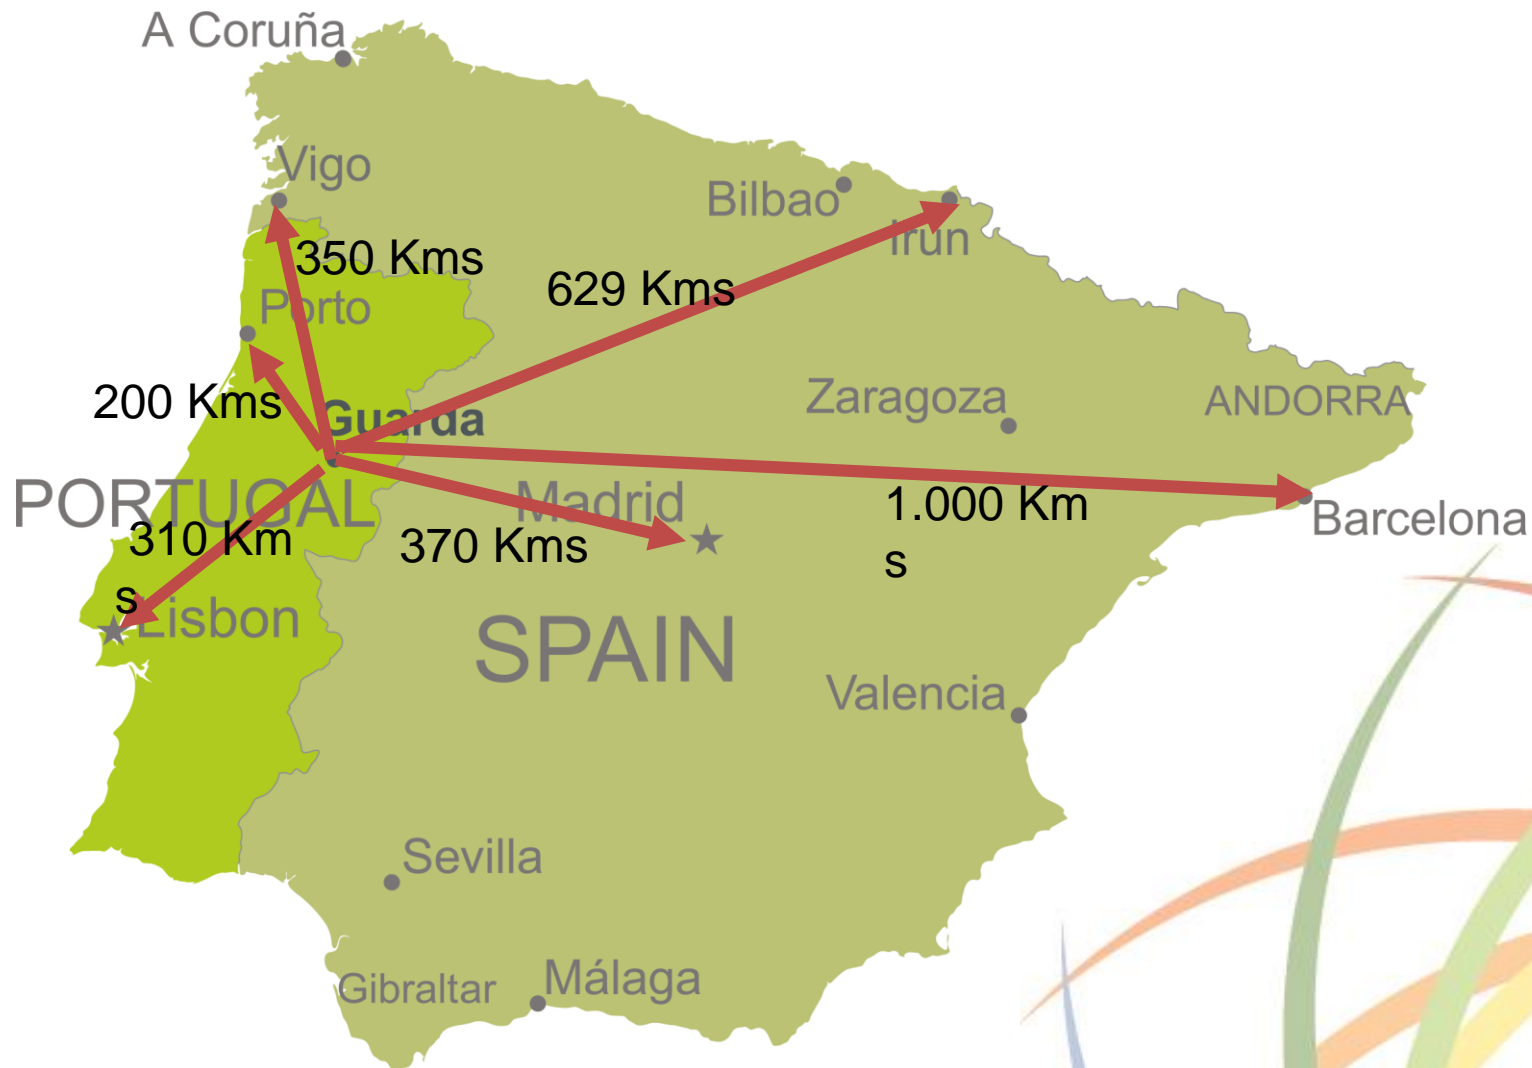 A Coruña
Vigo
Bilbao
Irun
350 Kms
629 Kms
Porto
200 Kms
Guarda
Zaragoza
ANDORRA
PORTUGAL
Madrid
1.000 Km
s
Barcelona
310 Km
s
370 Kms
Lisbon
SPAIN
Valencia
Sevilla
Gibraltar
Málaga